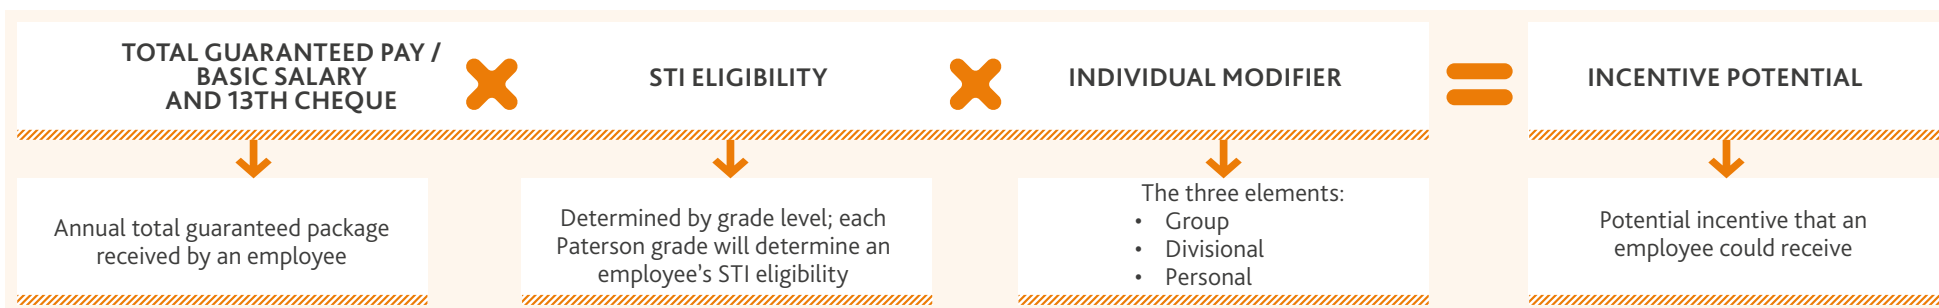 TOTAL GUARANTEED PAY /
BASIC SALARY
AND 13TH CHEQUE
STI ELIGIBILITY
INDIVIDUAL MODIFIER
INCENTIVE POTENTIAL
Annual total guaranteed package
received by an employee
Determined by grade level; each
Paterson grade will determine an
employee’s STI eligibility
The three elements:
• Group
• Divisional
• Personal
Potential incentive that an
employee could receive